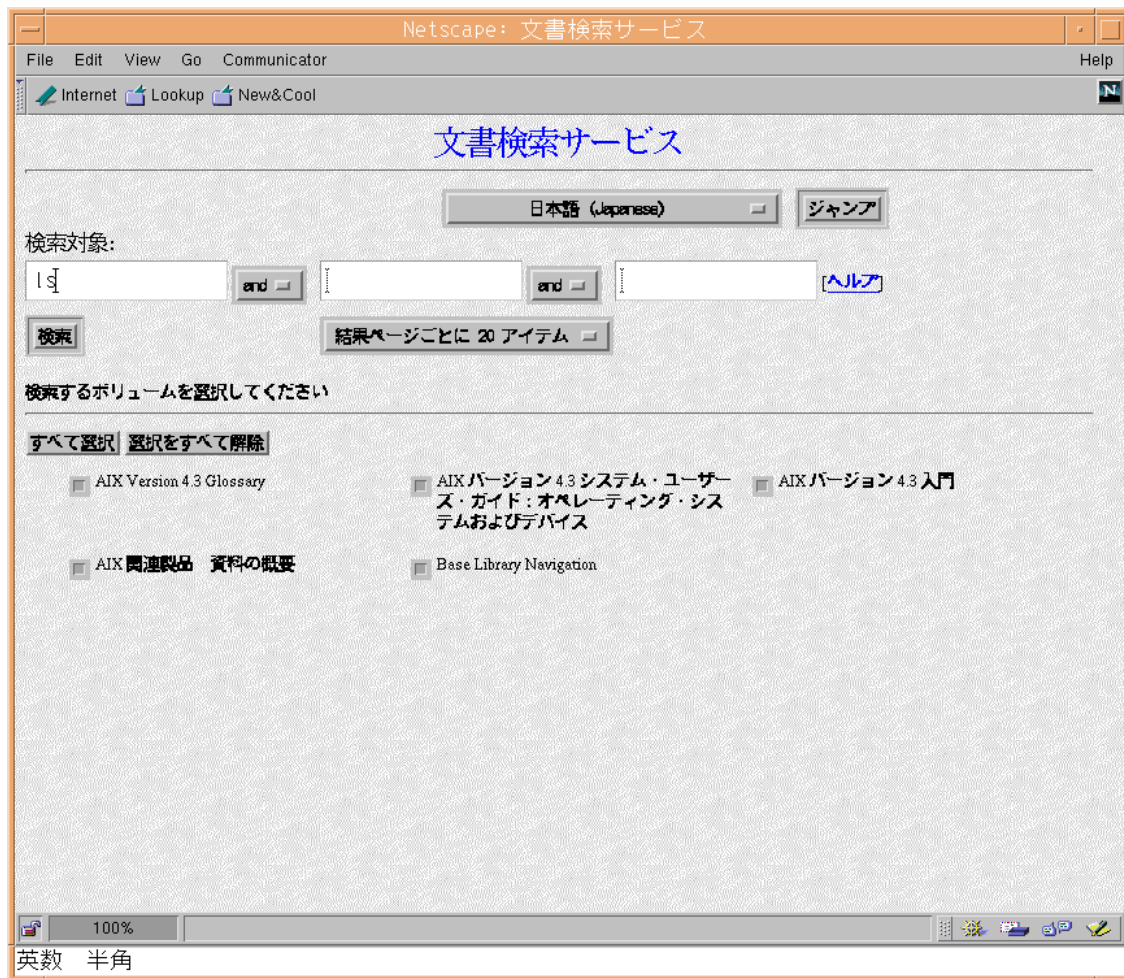 Netscape: 文書検索サービス
File Edit View Go Communicator Help
Internet Lookup New&Cool N
文書検索サービス
日本語 (Japanese) ジャンプ
検索対象:
ls and and [ヘルプ]
検索 結果ページごとに 20 アイテム
検索するボリュームを選択してください
すべて選択 選択をすべて解除
AIX Version 4.3 Glossary
AIX バージョン 4.3 システム・ユーザー
ズ・ガイド : オペレーティング・シス
テムおよびデバイス
AIX バージョン 4.3 入門
AIX 関連製品　資料の概要
Base Library Navigation
100%
英数　半角